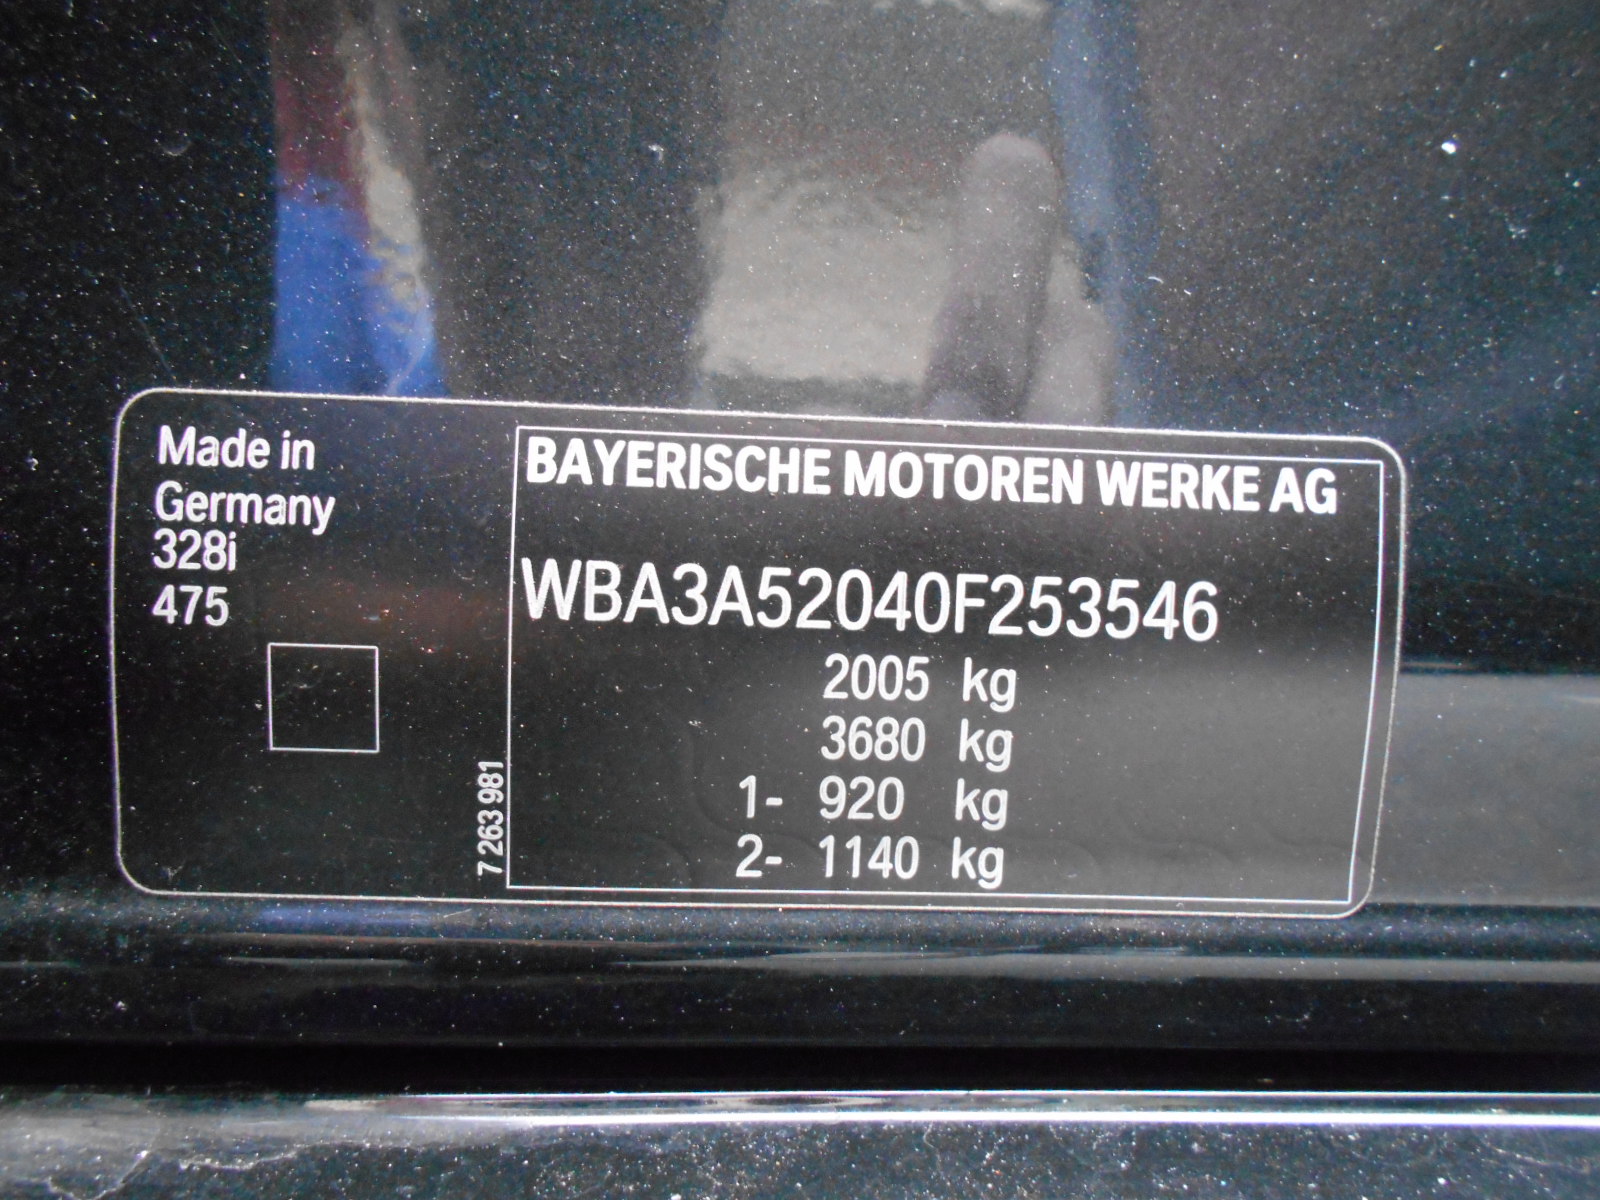 Made in
Germany
328i
475
7 263 981
BAYERISCHE MOTOREN WERKE AG
WBA3A52040F253546
2005 kg
3680 kg
1- 920 kg
2- 1140 kg